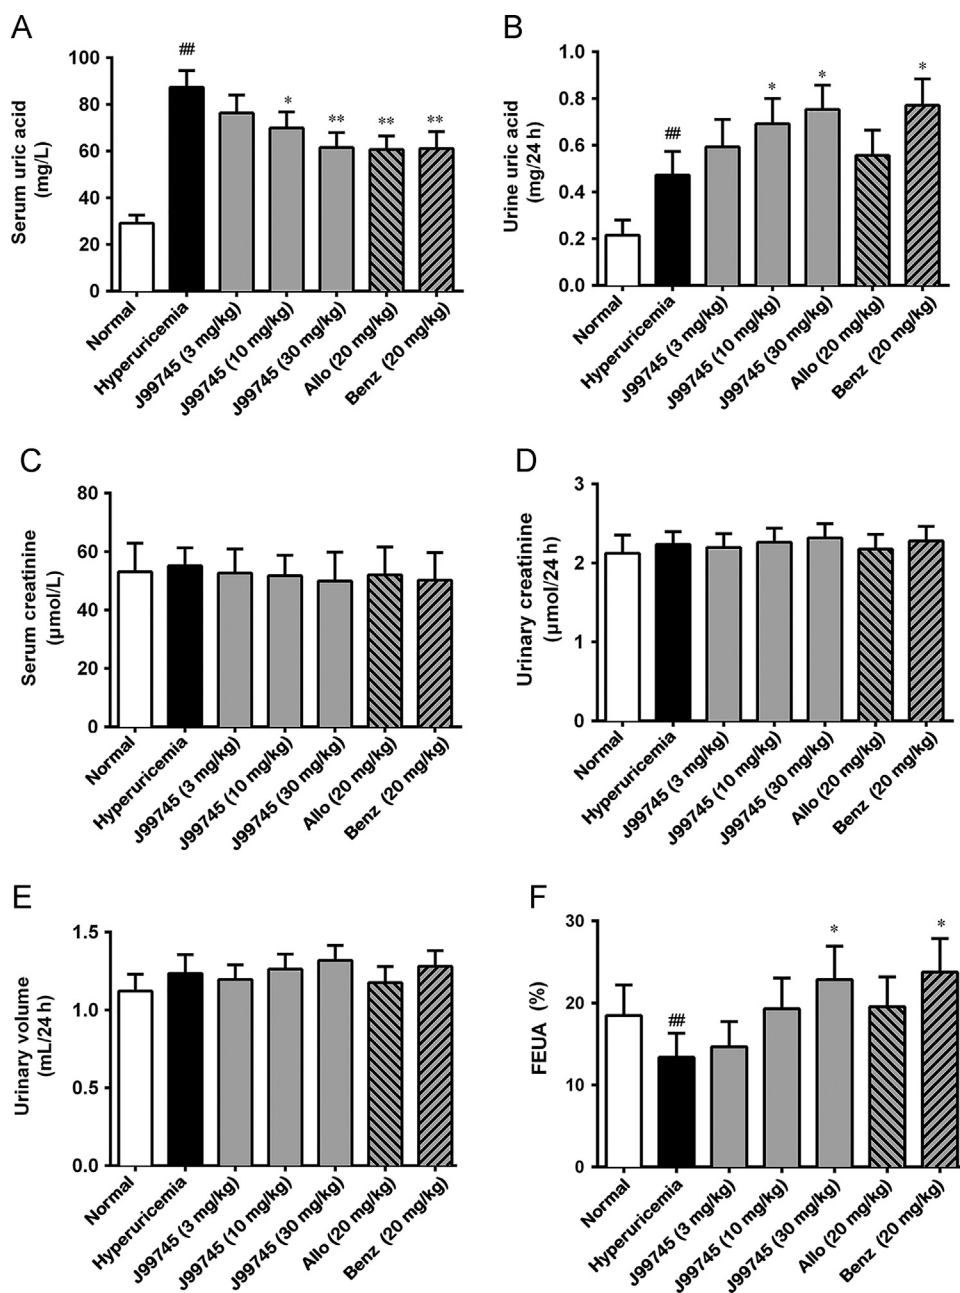 A
Serum uric acid
(mg/L)
100
80
60
40
20
0
##
*
**
**
**
Normal
Hyperuricemia
J99745 (3 mg/kg)
J99745 (10 mg/kg)
J99745 (30 mg/kg)
Allo (20 mg/kg)
Benz (20 mg/kg)
B
Urine uric acid
(mg/24 h)
1.0
0.8
0.6
0.4
0.2
0.0
##
*
*
*
Normal
Hyperuricemia
J99745 (3 mg/kg)
J99745 (10 mg/kg)
J99745 (30 mg/kg)
Allo (20 mg/kg)
Benz (20 mg/kg)
C
Serum creatinine
(µmol/L)
80
60
40
20
0
Normal
Hyperuricemia
J99745 (3 mg/kg)
J99745 (10 mg/kg)
J99745 (30 mg/kg)
Allo (20 mg/kg)
Benz (20 mg/kg)
D
Urinary creatinine
(µmol/24 h)
3
2
1
0
Normal
Hyperuricemia
J99745 (3 mg/kg)
J99745 (10 mg/kg)
J99745 (30 mg/kg)
Allo (20 mg/kg)
Benz (20 mg/kg)
E
Urinary volume
(mL/24 h)
1.5
1.0
0.5
0.0
Normal
Hyperuricemia
J99745 (3 mg/kg)
J99745 (10 mg/kg)
J99745 (30 mg/kg)
Allo (20 mg/kg)
Benz (20 mg/kg)
F
FEUA (%)
30
20
10
0
##
*
*
Normal
Hyperuricemia
J99745 (3 mg/kg)
J99745 (10 mg/kg)
J99745 (30 mg/kg)
Allo (20 mg/kg)
Benz (20 mg/kg)